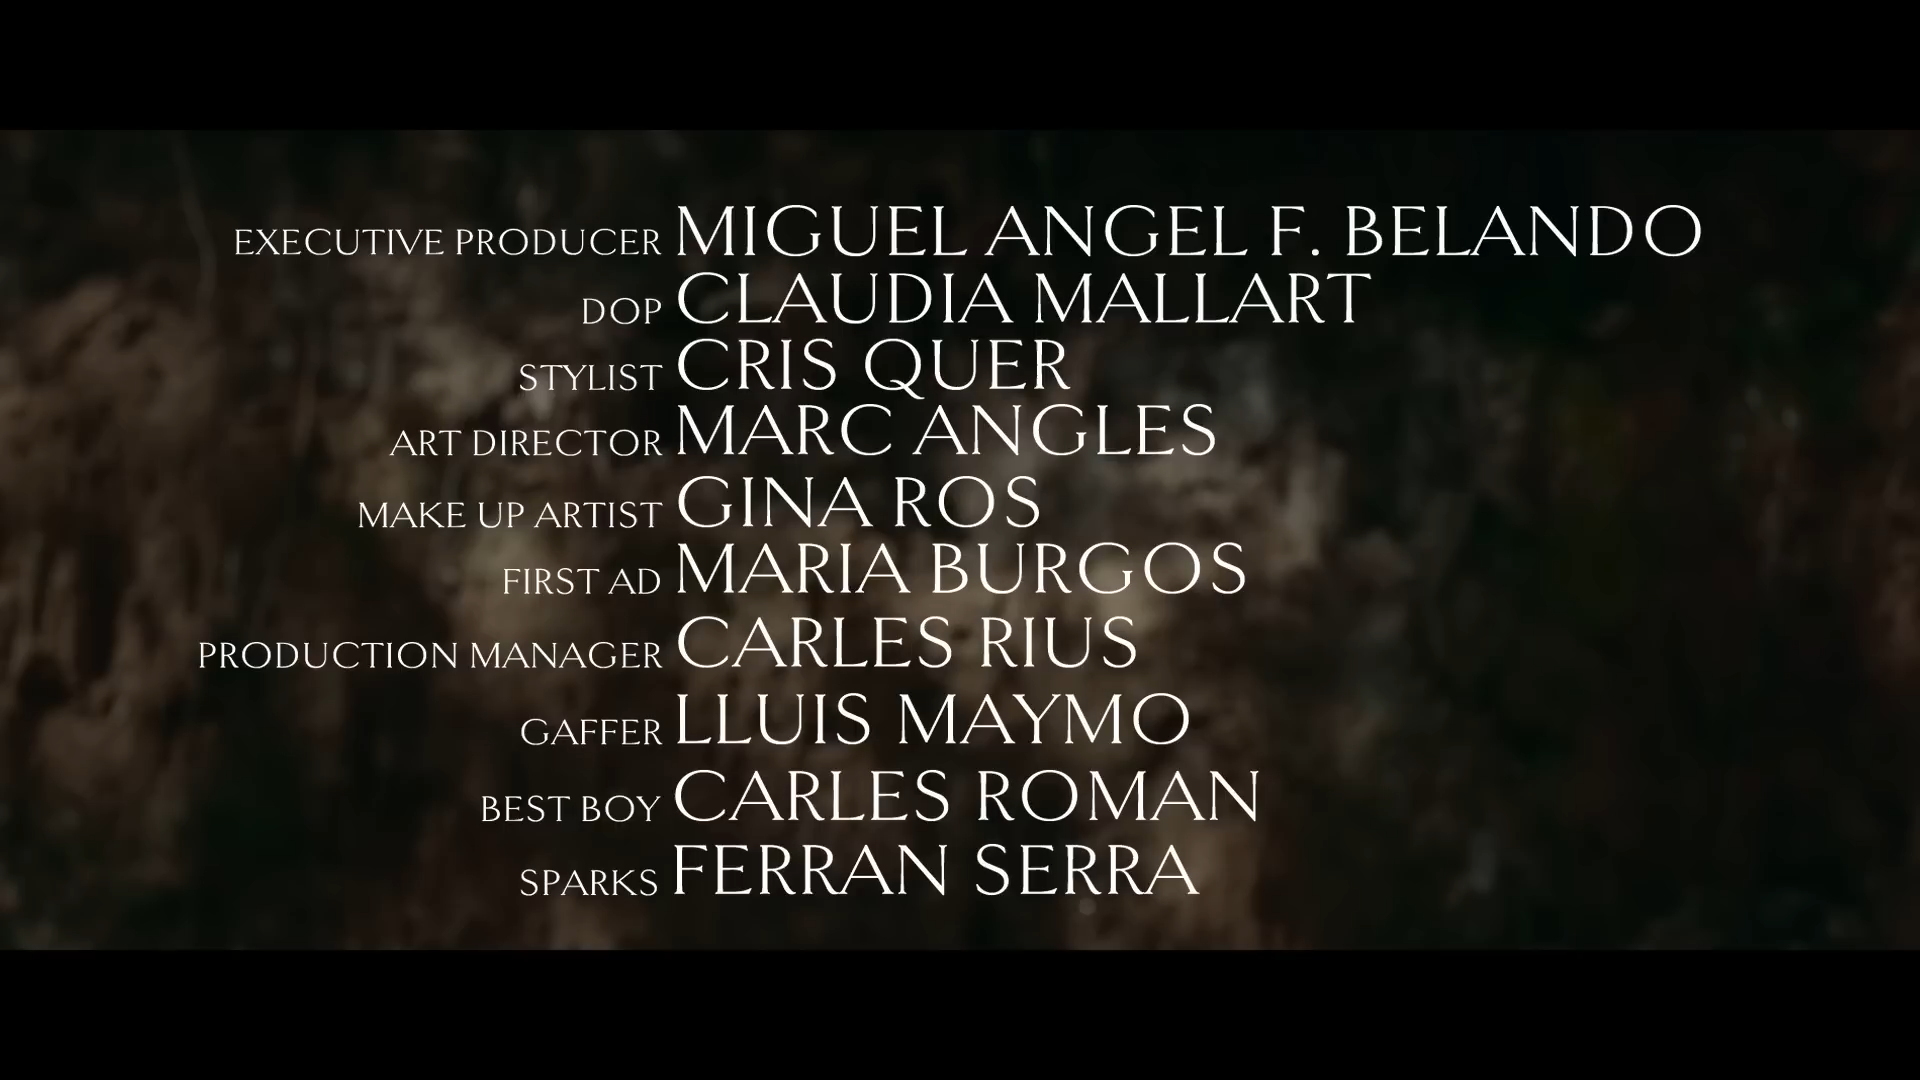 EXECUTIVE PRODUCER MIGUEL ANGEL F. BELANDO
DOP CLAUDIA MALLART
STYLIST CRIS QUER
ART DIRECTOR MARC ANGLES
MAKE UP ARTIST GINA ROS
FIRST AD MARIA BURGOS
PRODUCTION MANAGER CARLES RIUS
GAFFER LLUIS MAYMO
BEST BOY CARLES ROMAN
SPARKS FERRAN SERRA